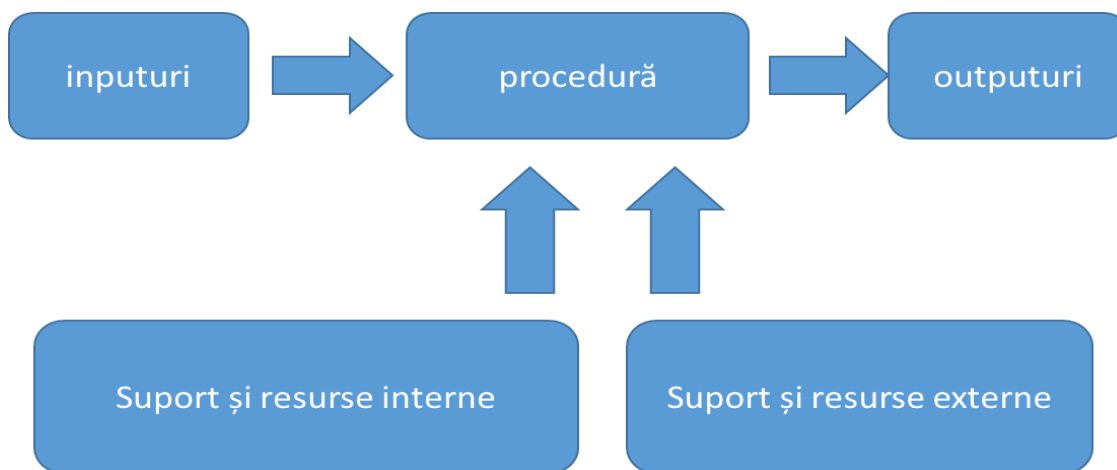 inputuri
procedură
outputuri
Suport și resurse interne
Suport și resurse externe